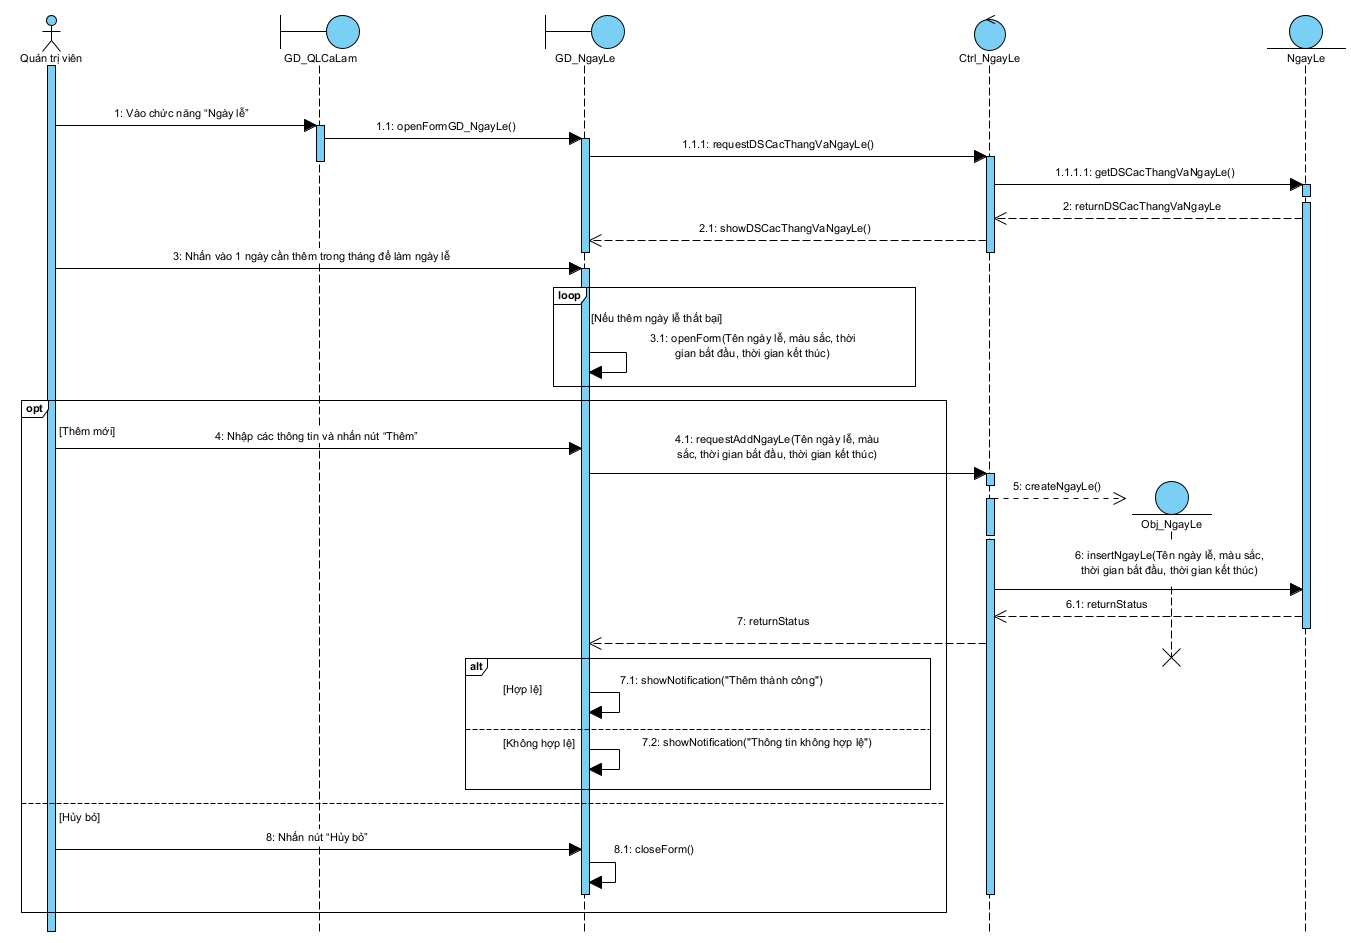 Quản trị viên
GD_QLCaLam
GD_NgayLe
Ctrl_NgayLe
NgayLe
1: Vào chức năng “Ngày lễ”
1.1: openFormGD_NgayLe()
1.1.1: requestDSCacThangVaNgayLe()
1.1.1.1: getDSCacThangVaNgayLe()
2: returnDSCacThangVaNgayLe
2.1: showDSCacThangVaNgayLe()
3: Nhấn vào 1 ngày cần thêm trong tháng để làm ngày lễ
loop
[Nếu thêm ngày lễ thất bại]
3.1: openForm(Tên ngày lễ, màu sắc, thời
gian bắt đầu, thời gian kết thúc)
opt
[Thêm mới]
4: Nhập các thông tin và nhấn nút “Thêm”
4.1: requestAddNgayLe(Tên ngày lễ, màu
sắc, thời gian bắt đầu, thời gian kết thúc)
5: createNgayLe()
Obj_NgayLe
6: insertNgayLe(Tên ngày lễ, màu sắc,
thời gian bắt đầu, thời gian kết thúc)
6.1: returnStatus
7: returnStatus
alt
[Hợp lệ]
7.1: showNotification("Thêm thành công")
[Không hợp lệ]
7.2: showNotification("Thông tin không hợp lệ")
[Hủy bỏ]
8: Nhấn nút “Hủy bỏ”
8.1: closeForm()